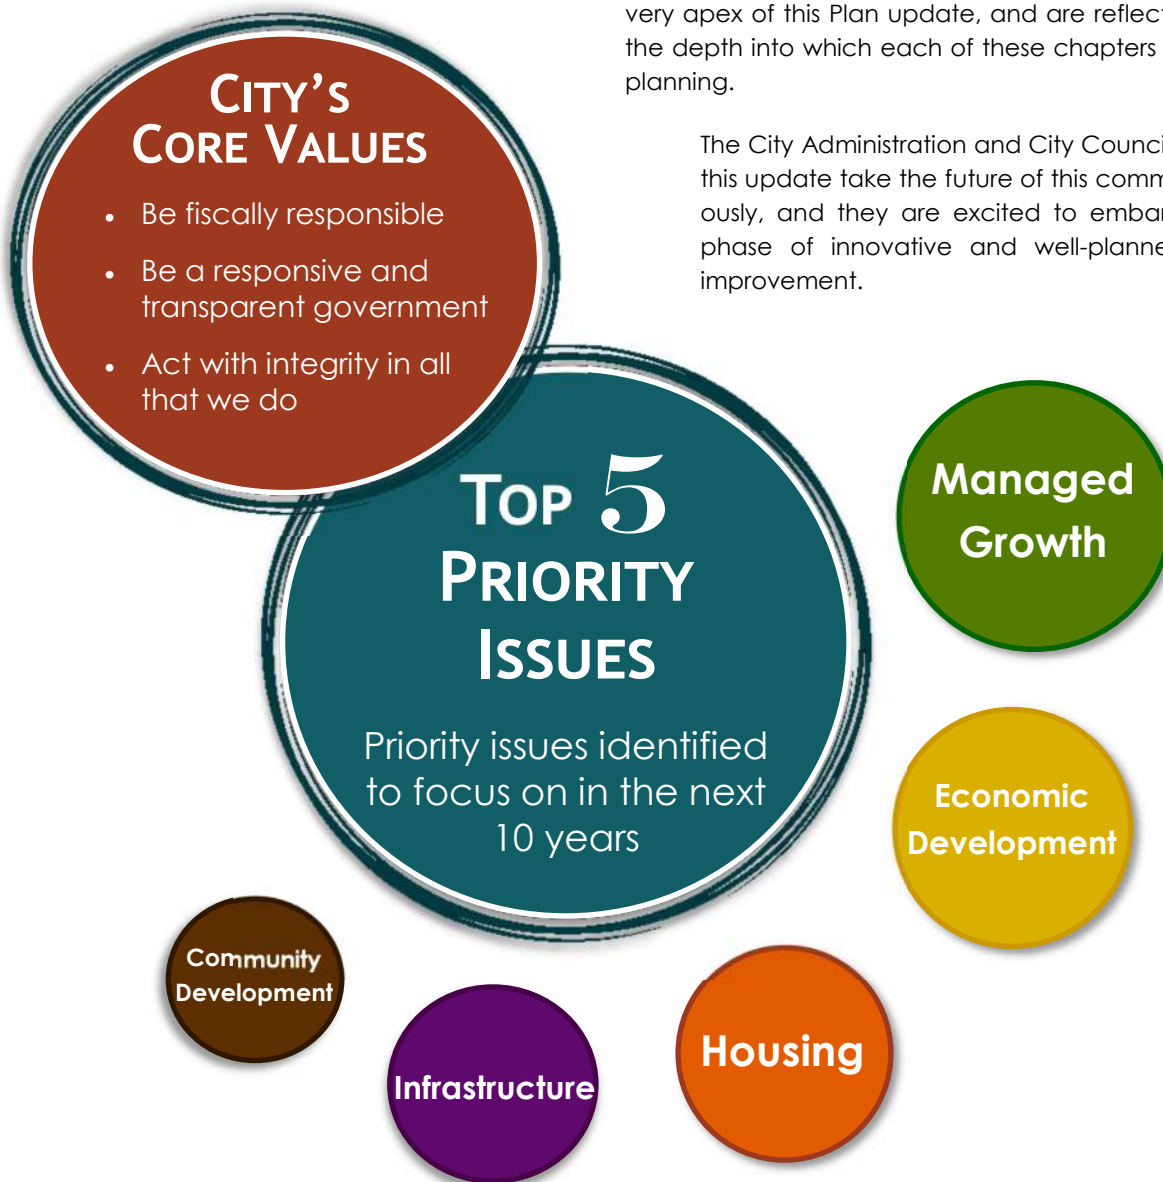 very apex of this Plan update, and are reflect
the depth into which each of these chapters
planning.
The City Administration and City Counci
this update take the future of this comm
ously, and they are excited to embar
phase of innovative and well-planne
improvement.
CITY'S
CORE VALUES
• Be fiscally responsible
• Be a responsive and
transparent government
• Act with integrity in all
that we do
TOP 5
PRIORITY
ISSUES
Priority issues identified
to focus on in the next
10 years
Managed
Growth
Economic
Development
Housing
Infrastructure
Community
Development